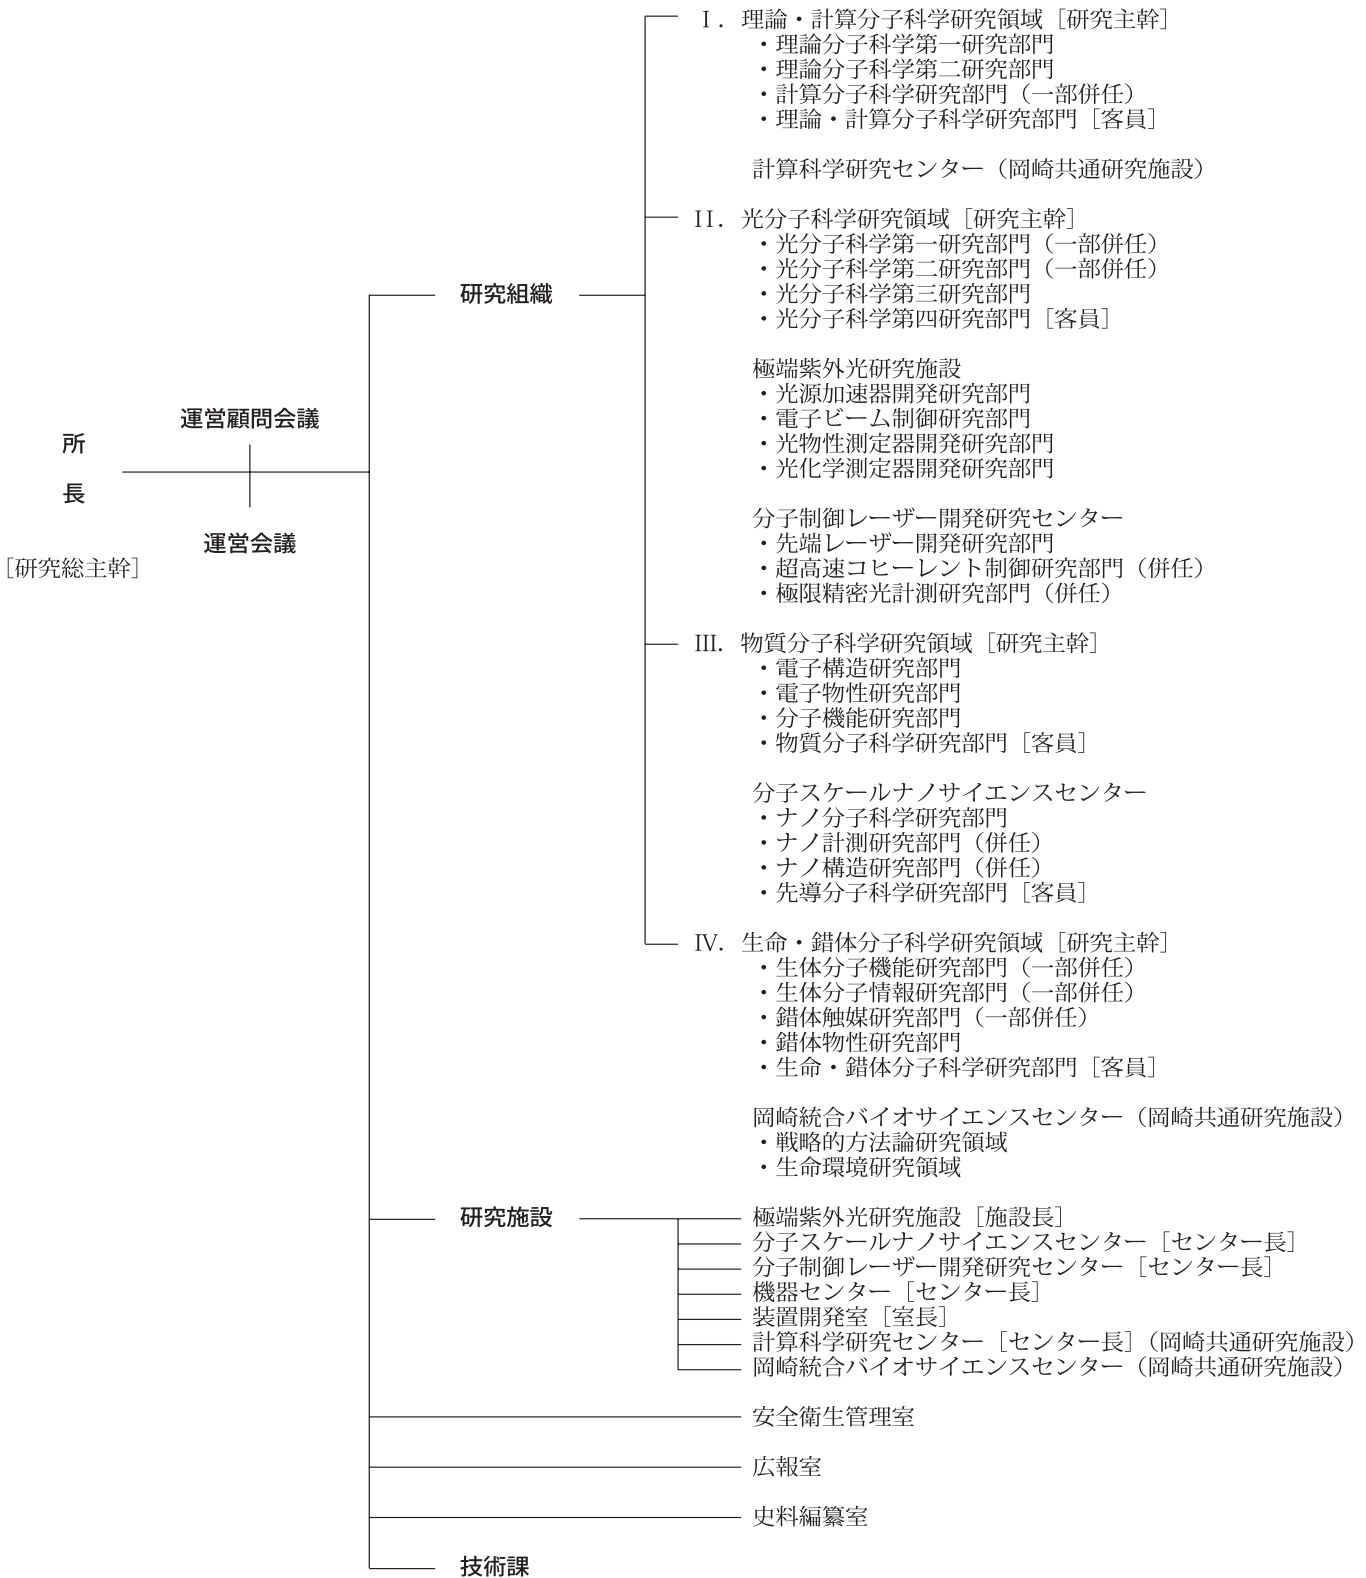 所
長
［研究総主幹］
運営顧問会議
運営会議
研究組織
Ⅰ．理論・計算分子科学研究領域［研究主幹］
・理論分子科学第一研究部門
・理論分子科学第二研究部門
・計算分子科学研究部門（一部併任）
・理論・計算分子科学研究部門［客員］
計算科学研究センター（岡崎共通研究施設）
II．光分子科学研究領域［研究主幹］
・光分子科学第一研究部門（一部併任）
・光分子科学第二研究部門（一部併任）
・光分子科学第三研究部門
・光分子科学第四研究部門［客員］
極端紫外光研究施設
・光源加速器開発研究部門
・電子ビーム制御研究部門
・光物性測定器開発研究部門
・光化学測定器開発研究部門
分子制御レーザー開発研究センター
・先端レーザー開発研究部門
・超高速コヒーレント制御研究部門（併任）
・極限精密光計測研究部門（併任）
III．物質分子科学研究領域［研究主幹］
・電子構造研究部門
・電子物性研究部門
・分子機能研究部門
・物質分子科学研究部門［客員］
分子スケールナノサイエンスセンター
・ナノ分子科学研究部門
・ナノ計測研究部門（併任）
・ナノ構造研究部門（併任）
・先導分子科学研究部門［客員］
Ⅳ．生命・錯体分子科学研究領域［研究主幹］
・生体分子機能研究部門（一部併任）
・生体分子情報研究部門（一部併任）
・錯体触媒研究部門（一部併任）
・錯体物性研究部門
・生命・錯体分子科学研究部門［客員］
岡崎統合バイオサイエンスセンター（岡崎共通研究施設）
・戦略的方法論研究領域
・生命環境研究領域
研究施設
極端紫外光研究施設［施設長］
分子スケールナノサイエンスセンター［センター長］
分子制御レーザー開発研究センター［センター長］
機器センター［センター長］
装置開発室［室長］
計算科学研究センター［センター長］（岡崎共通研究施設）
岡崎統合バイオサイエンスセンター（岡崎共通研究施設）
安全衛生管理室
広報室
史料編纂室
技術課